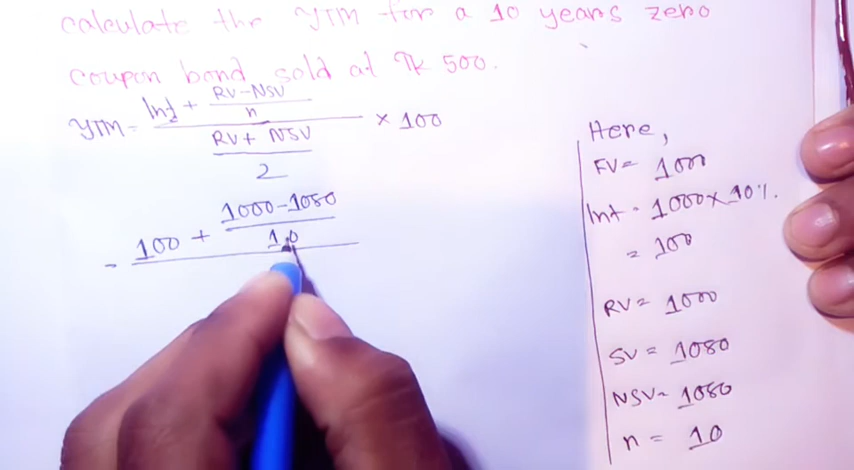 calculate the YTM for a 10 years zero
coupon bond sold at Tk 500.
YTM = Int + RV-NSV
n
RV + NSV
2
× 100
= 100 + 1000-1080
10
Here,
FV= 1000
Int = 1000×10%.
= 100
RV= 1000
SV = 1080
NSV= 1080
n = 10